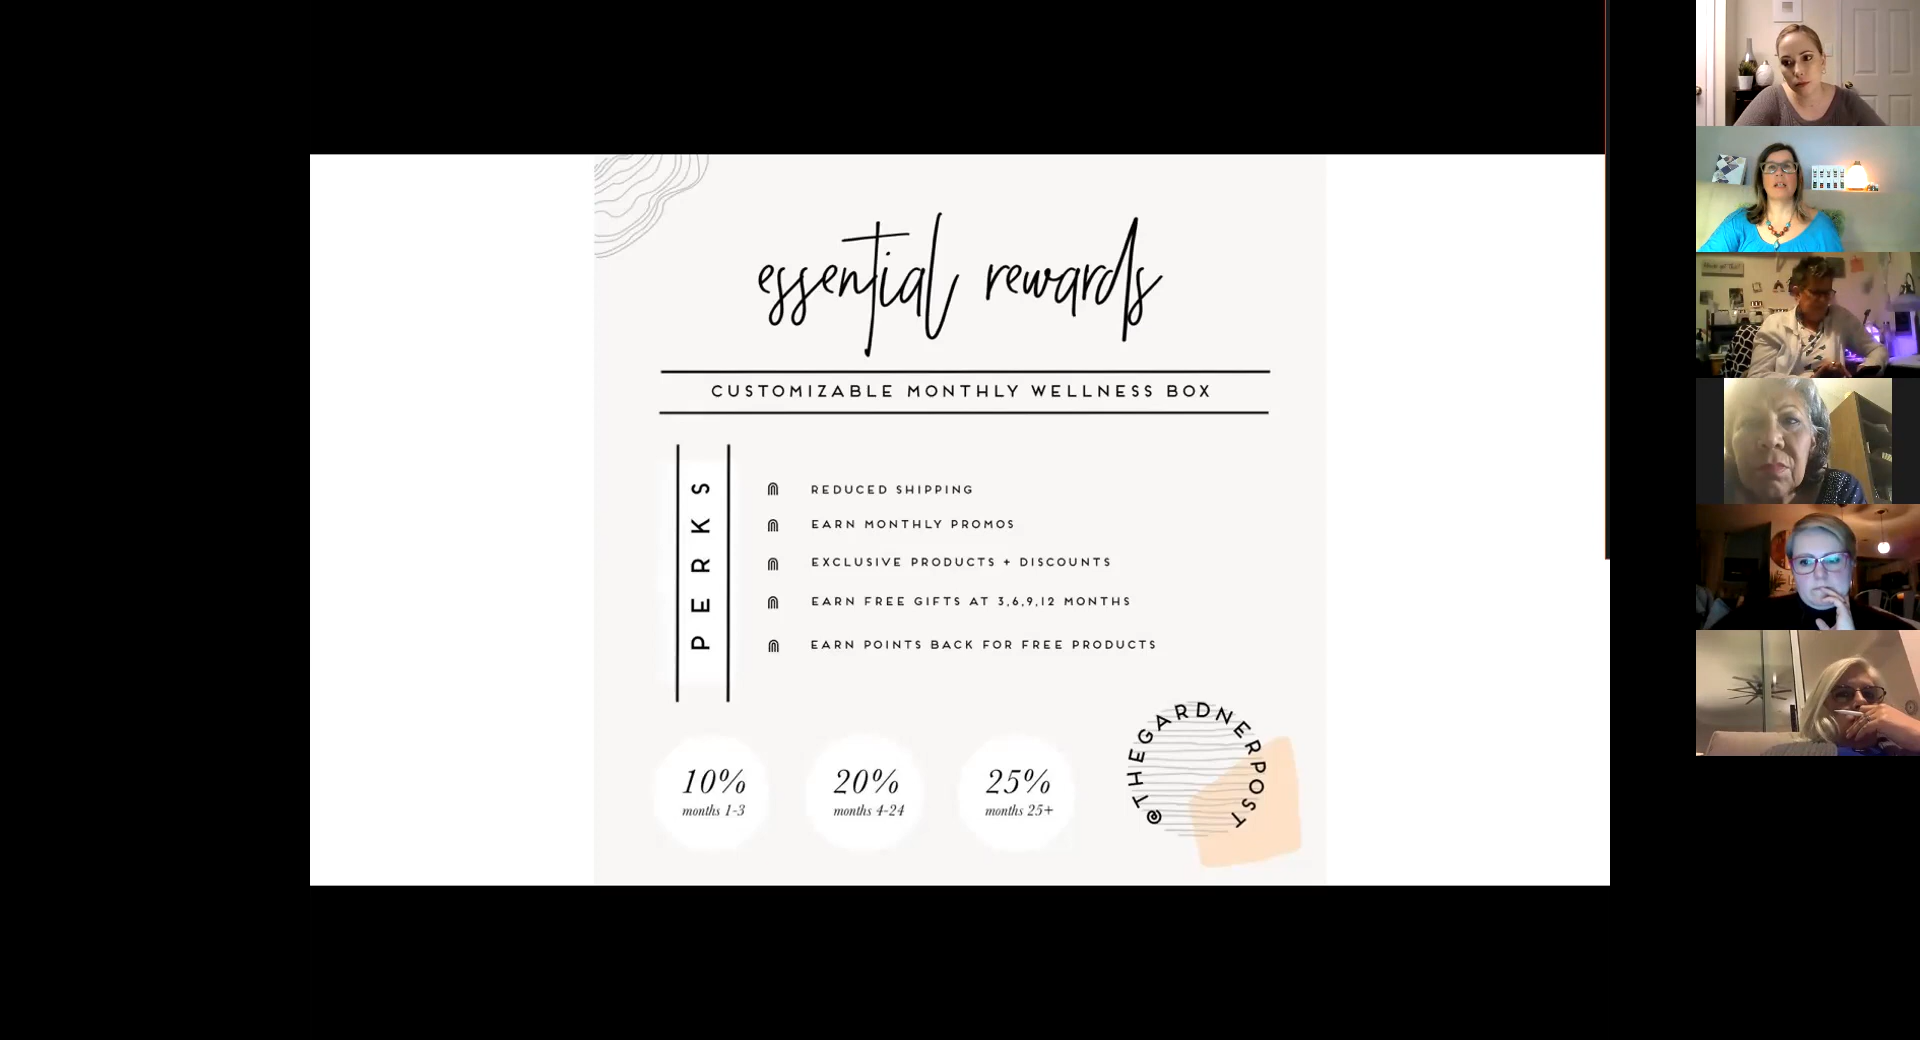 essential rewards
CUSTOMIZABLE MONTHLY WELLNESS BOX
PERKS
REDUCED SHIPPING
EARN MONTHLY PROMOS
EXCLUSIVE PRODUCTS + DISCOUNTS
EARN FREE GIFTS AT 3,6,9,12 MONTHS
EARN POINTS BACK FOR FREE PRODUCTS
10%
months 1-3
20%
months 4-24
25%
months 25+
@THEGARDNERPOST